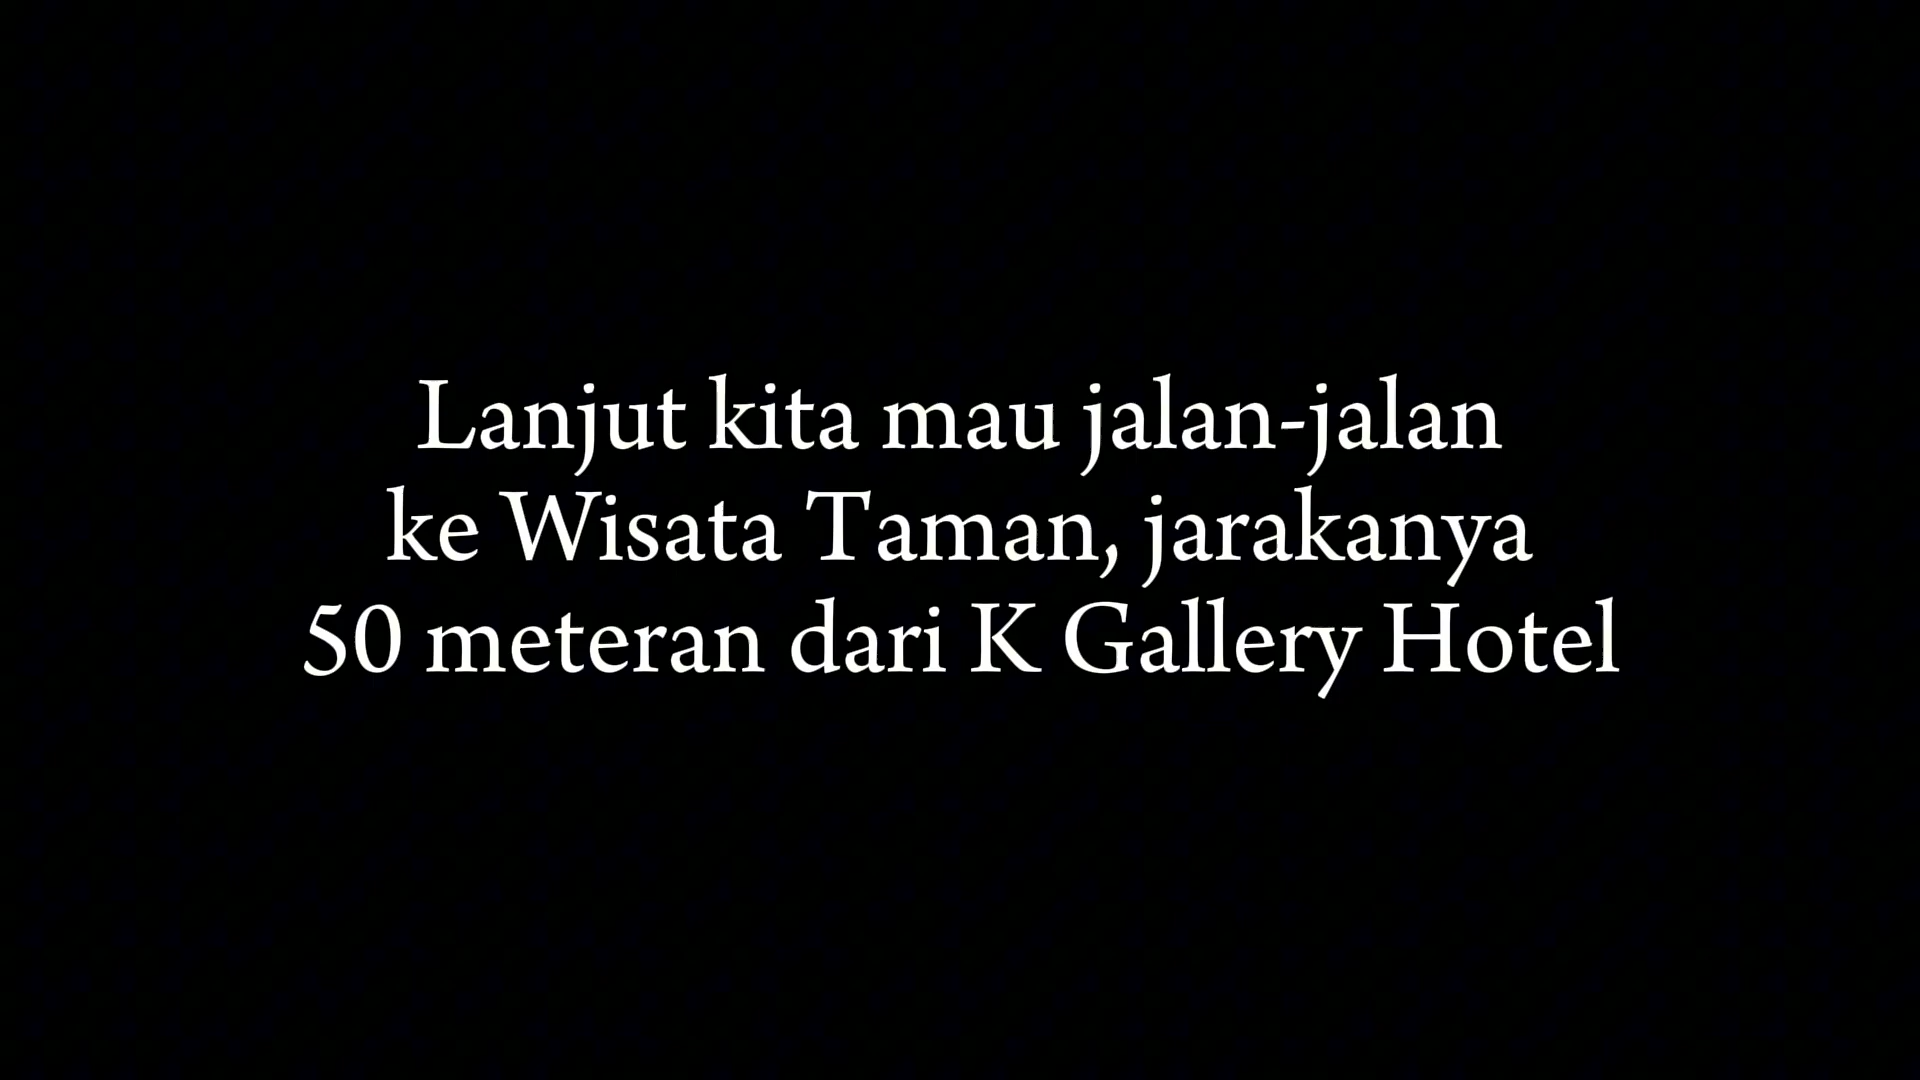 Lanjut kita mau jalan-jalan
ke Wisata Taman, jarakanya
50 meteran dari K Gallery Hotel